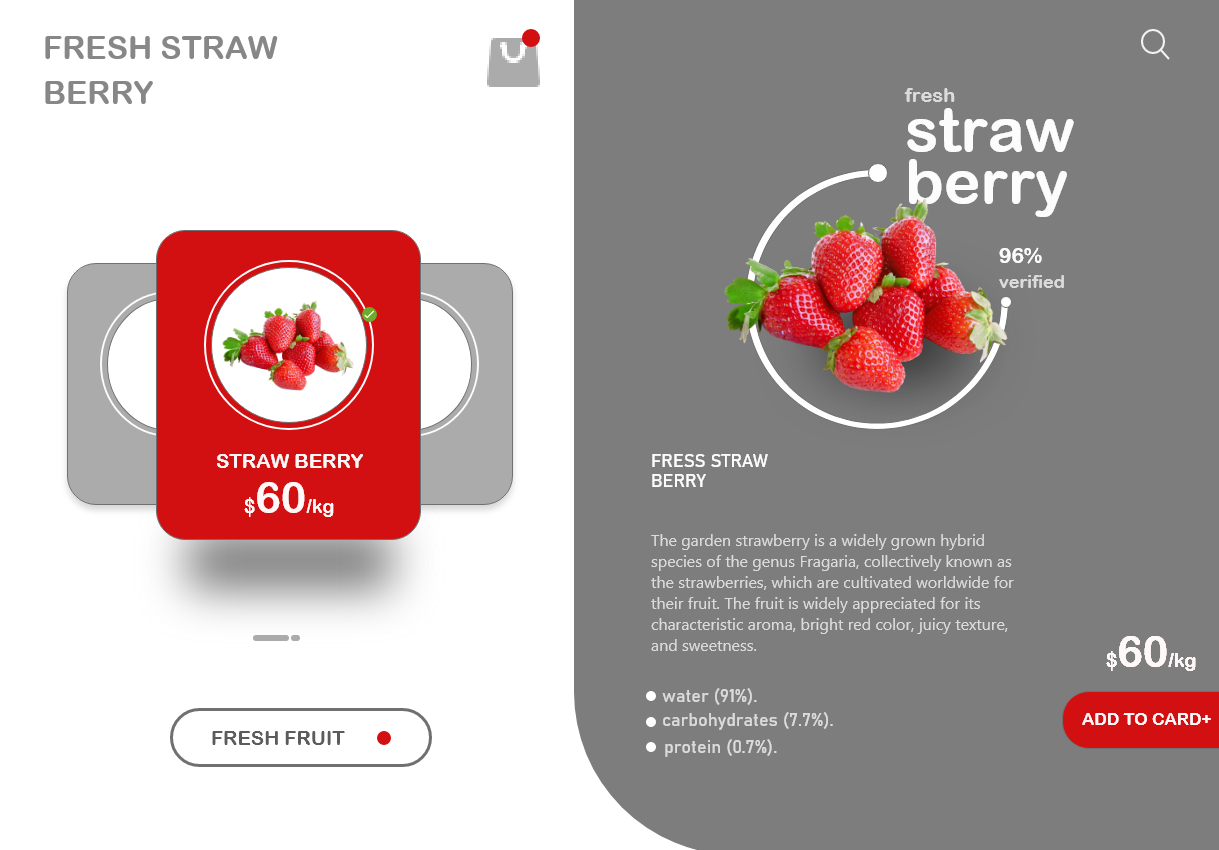 FRESH STRAW
BERRY
STRAW BERRY
$60/kg
FRESH FRUIT
fresh
straw
berry
96%
verified
FRESS STRAW
BERRY
The garden strawberry is a widely grown hybrid
species of the genus Fragaria, collectively known as
the strawberries, which are cultivated worldwide for
their fruit. The fruit is widely appreciated for its
characteristic aroma, bright red color, juicy texture,
and sweetness.
water (91%).
carbohydrates (7.7%).
protein (0.7%).
$60/kg
ADD TO CARD+